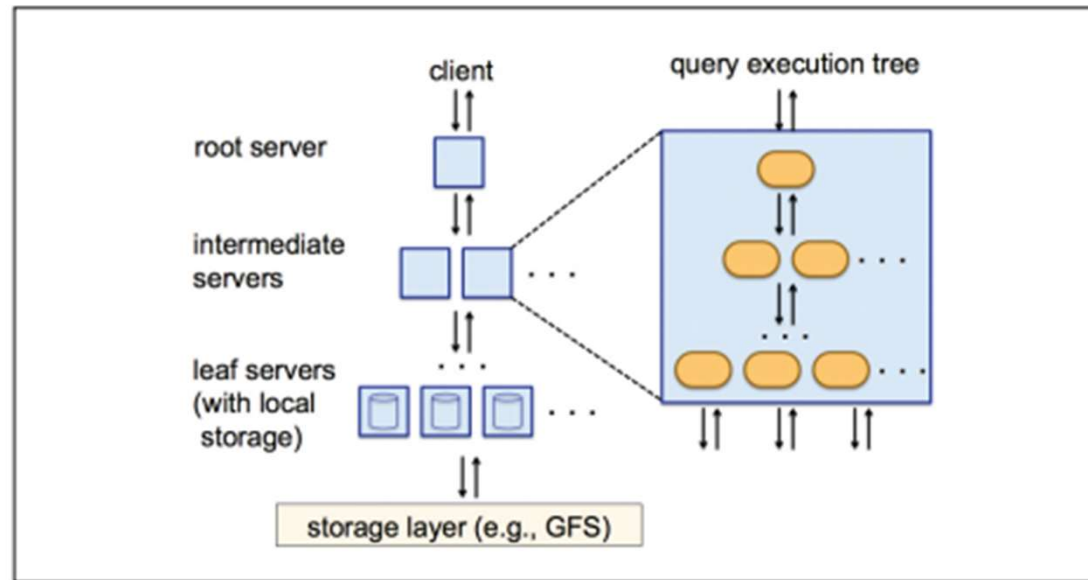 client
query execution tree
root server
intermediate
servers
leaf servers
(with local
storage)
storage layer (e.g., GFS)